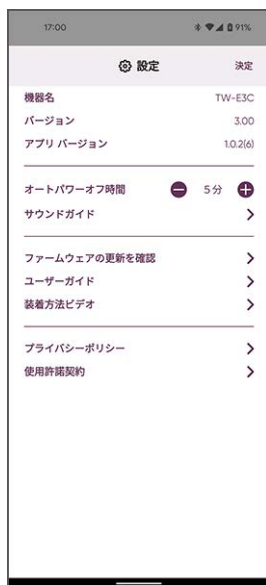 17:00 91%
設定 決定
機器名 TW-E3C
バージョン 3.00
アプリ バージョン 1.0.2(6)
オートパワーオフ時間 5分
サウンドガイド
ファームウェアの更新を確認
ユーザーガイド
装着方法ビデオ
プライバシーポリシー
使用許諾契約